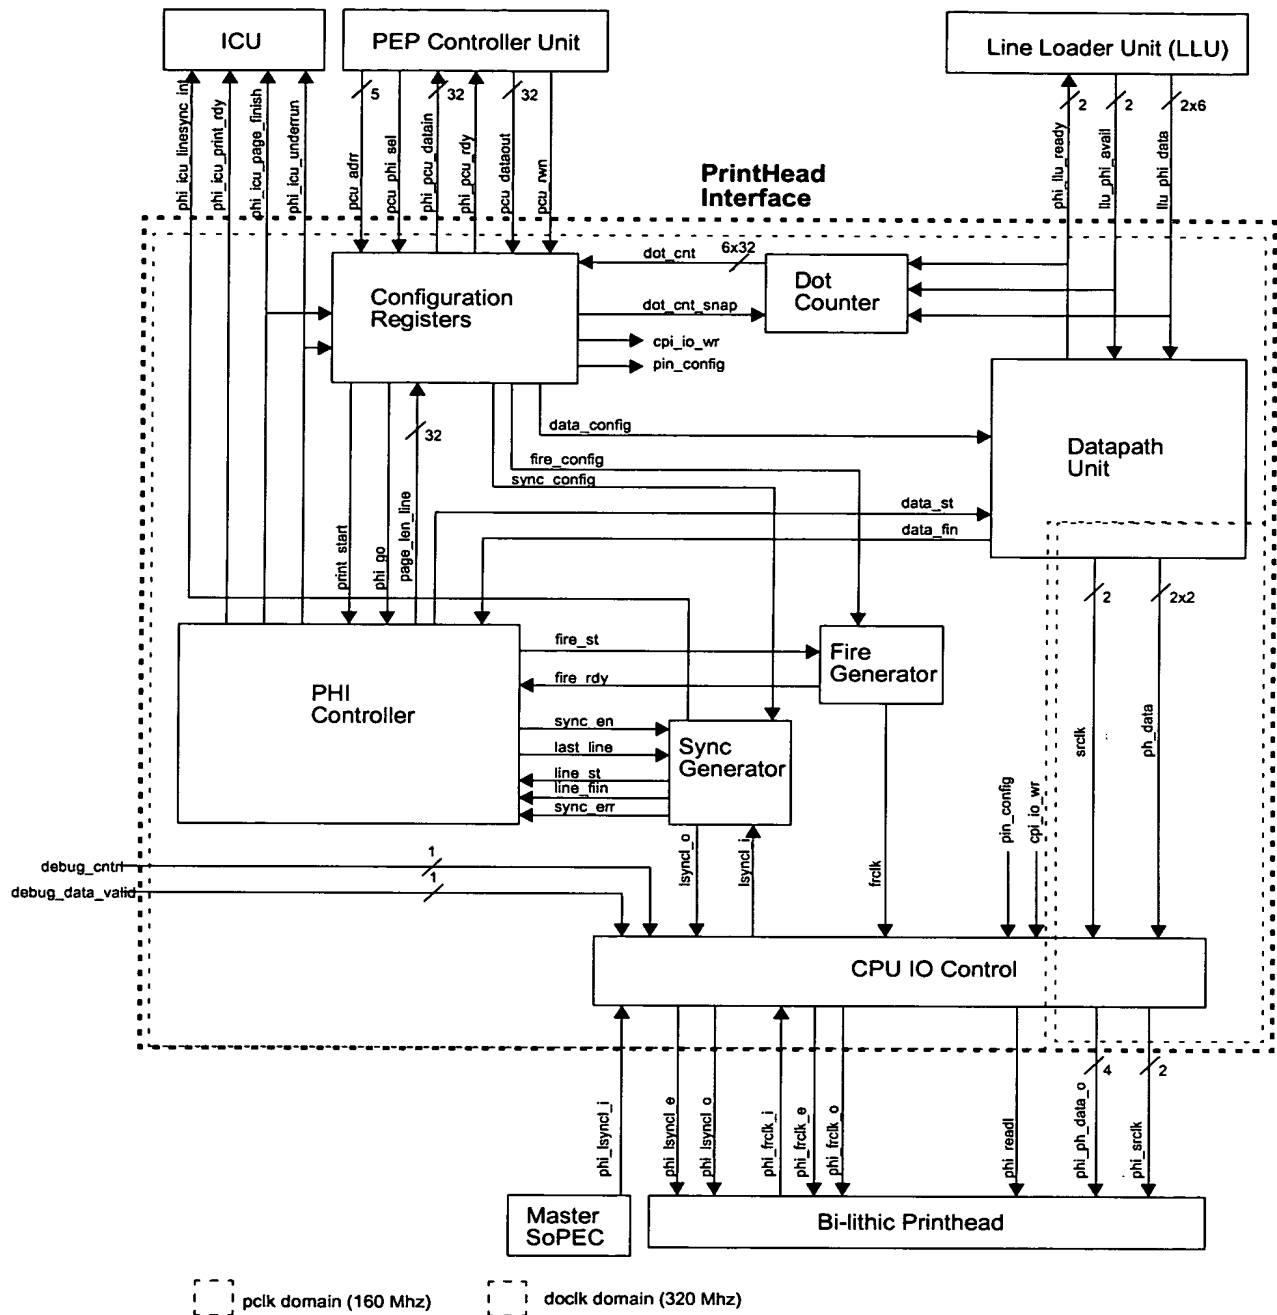 ICU
PEP Controller Unit
Line Loader Unit (LLU)
5
32
32
2
2
2x6
phi_icu_linesync_int
phi_icu_print_rdy
phi_icu_page_finish
phi_icu_underrun
pcu_adrr
pcu_phi_sel
phi_pcu_datain
phi_pcu_rdy
pcu_dataout
pcu_rwn
phi_llu_ready
llu_phi_avail
llu_phi_data
PrintHead
Interface
Configuration
Registers
dot_cnt
6x32
Dot
Counter
dot_cnt_snap
cpi_io_wr
pin_config
32
data_config
fire_config
sync_config
Datapath
Unit
data_st
data_fin
print_start
phi_go
page_len_line
2
2x2
PHI
Controller
fire_st
fire_rdy
Fire
Generator
sync_en
last_line
line_st
line_fiin
sync_err
Sync
Generator
srclk
ph_data
pin_config
cpi_io_wr
lsyncl_o
lsyncl_i
frclk
debug_cntrl
1
debug_data_valid
1
CPU IO Control
4
2
phi_lsyncl_i
phi_lsyncl_e
phi_lsyncl_o
phi_frclk_i
phi_frclk_e
phi_frclk_o
phi_readl
phi_ph_data_o
phi_srclk
Master
SoPEC
Bi-lithic Printhead
pclk domain (160 Mhz)
doclk domain (320 Mhz)